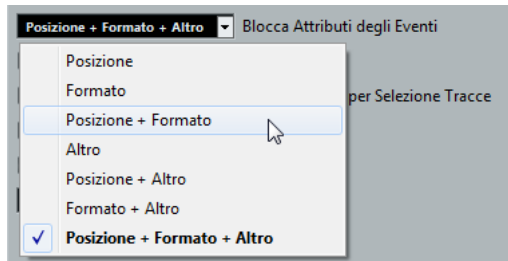 Posizione + Formato + Altro Blocca Attributi degli Eventi
Posizione
Formato per Selezione Tracce
Posizione + Formato
Altro
Posizione + Altro
Formato + Altro
Posizione + Formato + Altro